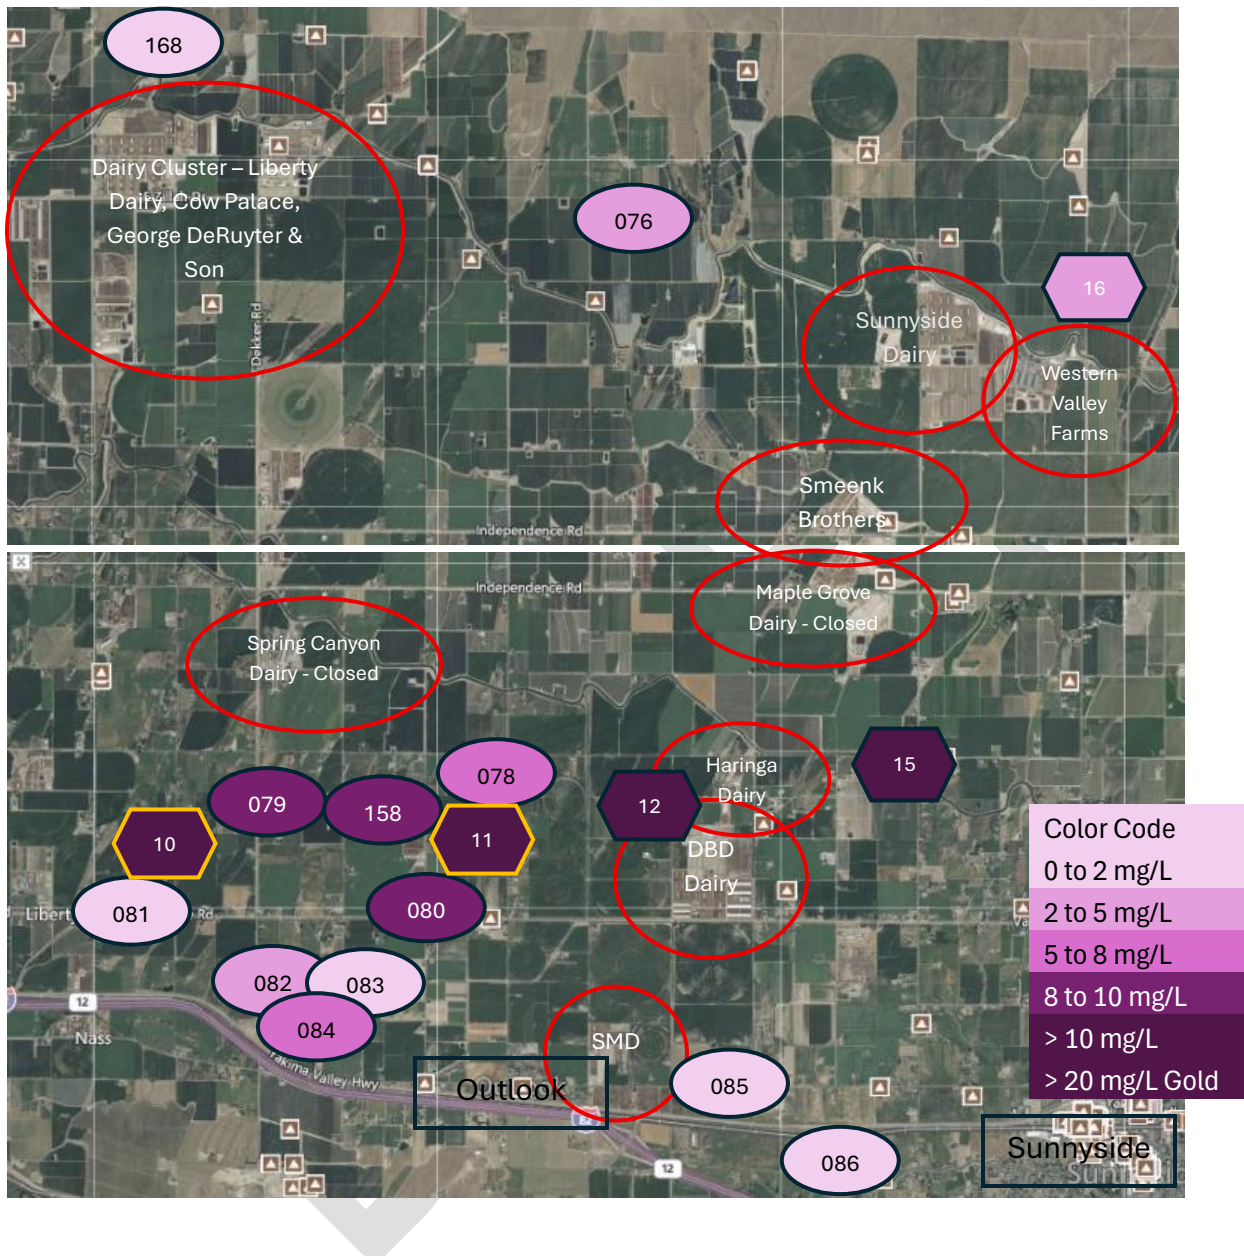 168
Dairy Cluster – Liberty
Dairy, Cow Palace,
George DeRuyter &
Son
Dekker Rd
076
16
Sunnyside
Dairy
Western
Valley
Farms
Smeenk
Brothers
Independence Rd
Independence Rd
Maple Grove
Dairy - Closed
Spring Canyon
Dairy - Closed
078
Haringa
Dairy
15
079
158
12
10
11
DBD
Dairy
081
080
Rd
082
083
084
12
Nass
Yakima Valley Hwy
SMD
Outlook
085
086
12
Sunnyside
Color Code
0 to 2 mg/L
2 to 5 mg/L
5 to 8 mg/L
8 to 10 mg/L
> 10 mg/L
> 20 mg/L Gold